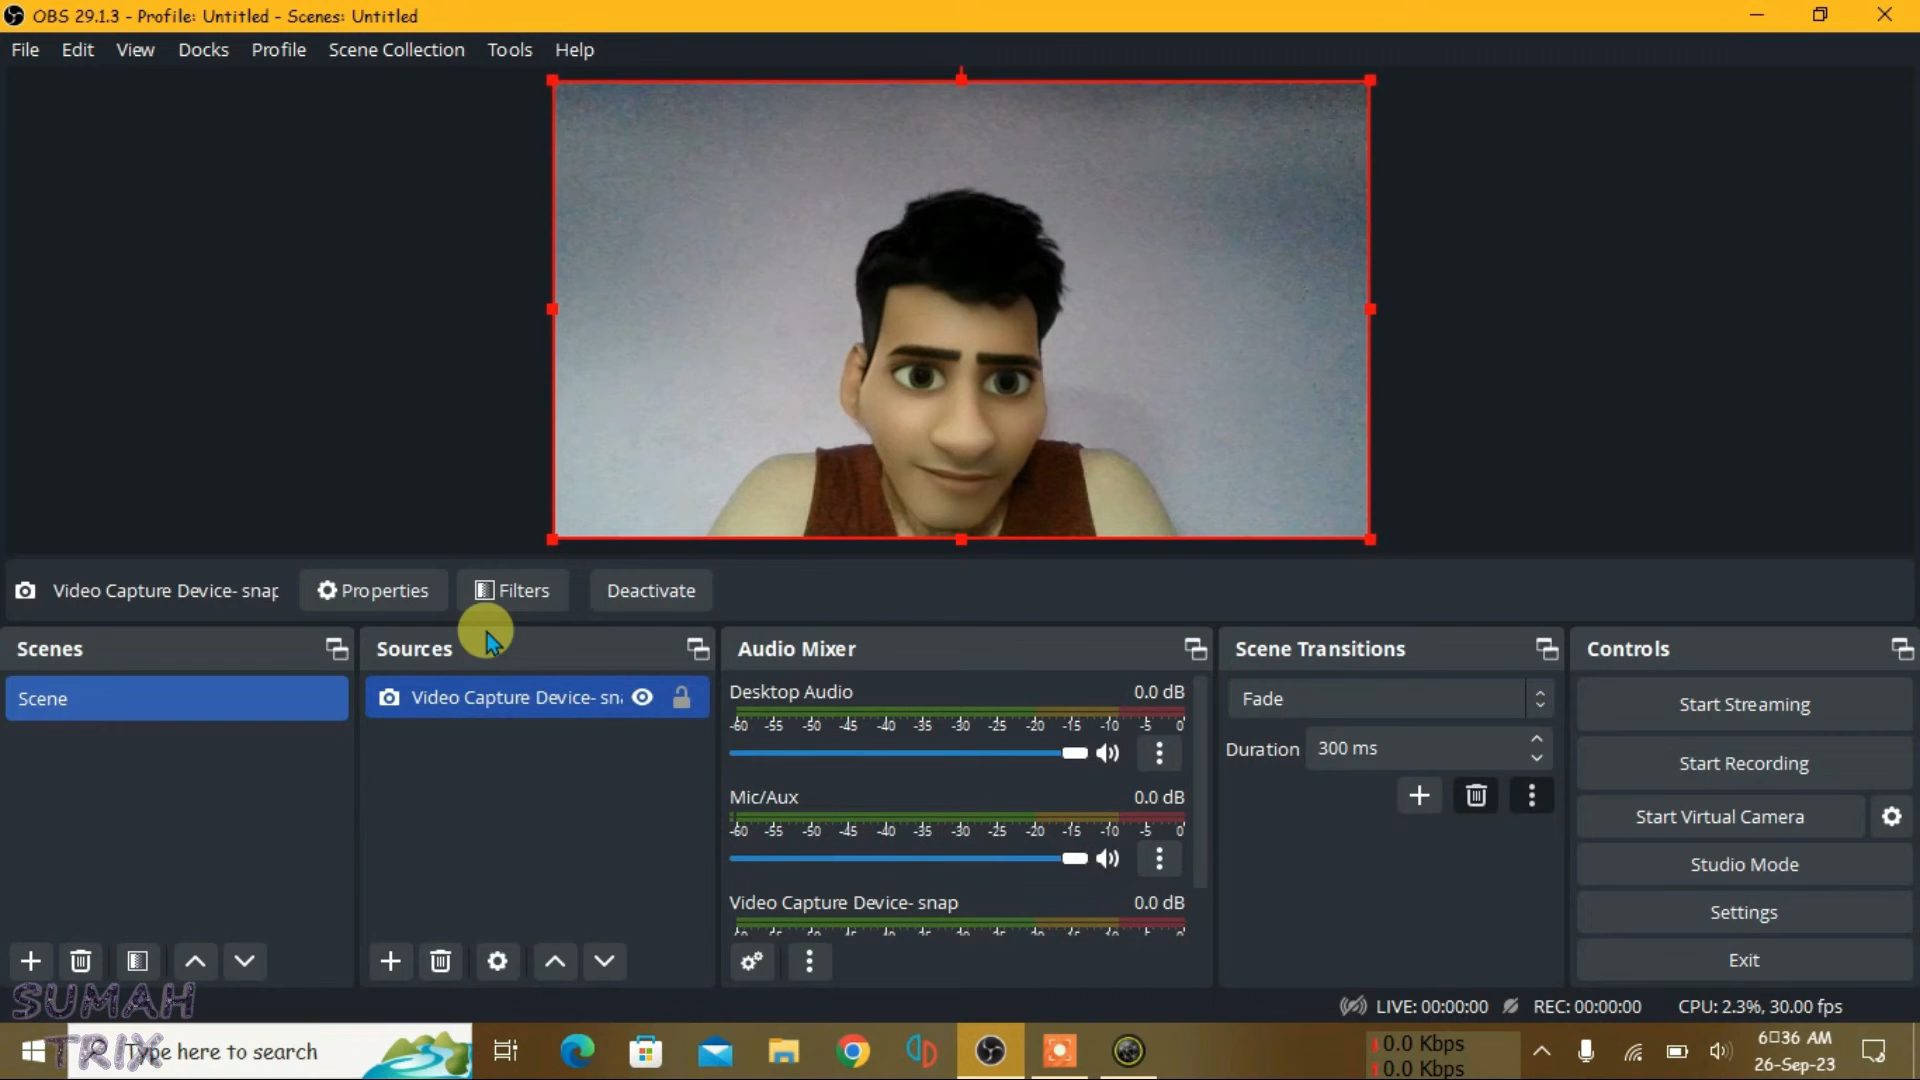 OBS 29.1.3 - Profile: Untitled - Scenes: Untitled
File Edit View Docks Profile Scene Collection Tools Help
Video Capture Device- snap Properties Filters Deactivate
Scenes Sources Audio Mixer Scene Transitions Controls
Scene
Video Capture Device- sna
Desktop Audio 0.0 dB
-60 -55 -50 -45 -40 -35 -30 -25 -20 -15 -10 -5 0
Mic/Aux 0.0 dB
-60 -55 -50 -45 -40 -35 -30 -25 -20 -15 -10 -5 0
Video Capture Device- snap 0.0 dB
Fade
Duration 300 ms
Start Streaming
Start Recording
Start Virtual Camera
Studio Mode
Settings
Exit
LIVE: 00:00:00 REC: 00:00:00 CPU: 2.3%, 30.00 fps
SUMAH
TRIX
Type here to search
0.0 Kbps
0.0 Kbps
6□36 AM
26-Sep-23